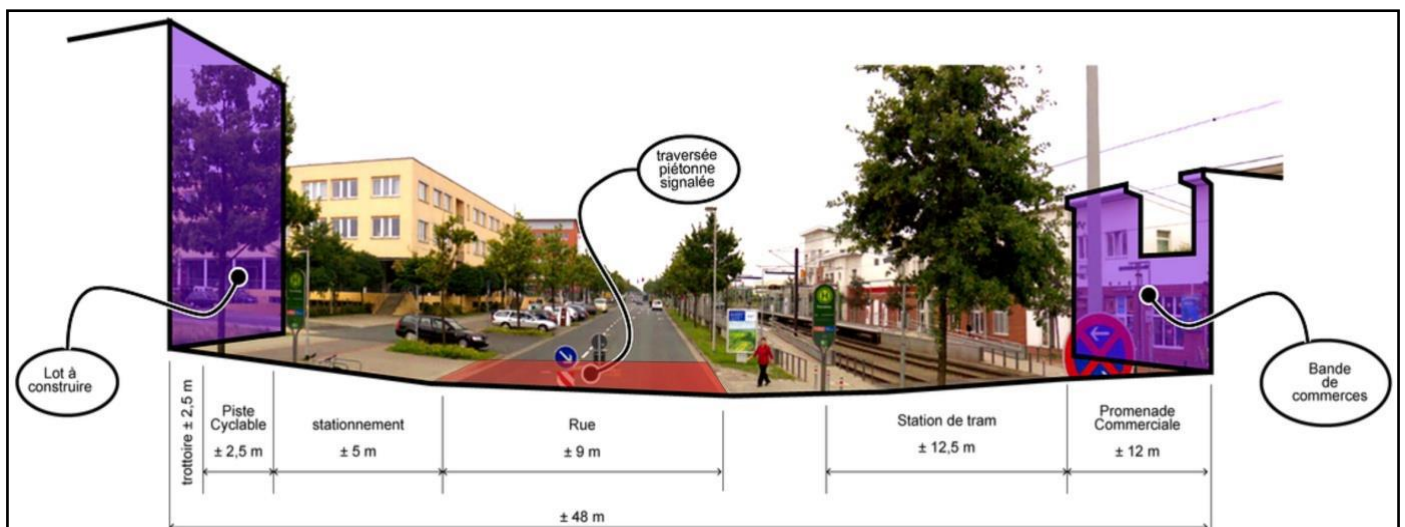 traversée
piétonne
signalée
Lot à
construire
Bande
de
commerces
trottoire ± 2,5 m
Piste
Cyclable
± 2,5 m
stationnement
± 5 m
Rue
± 9 m
Station de tram
± 12,5 m
Promenade
Commerciale
± 12 m
± 48 m